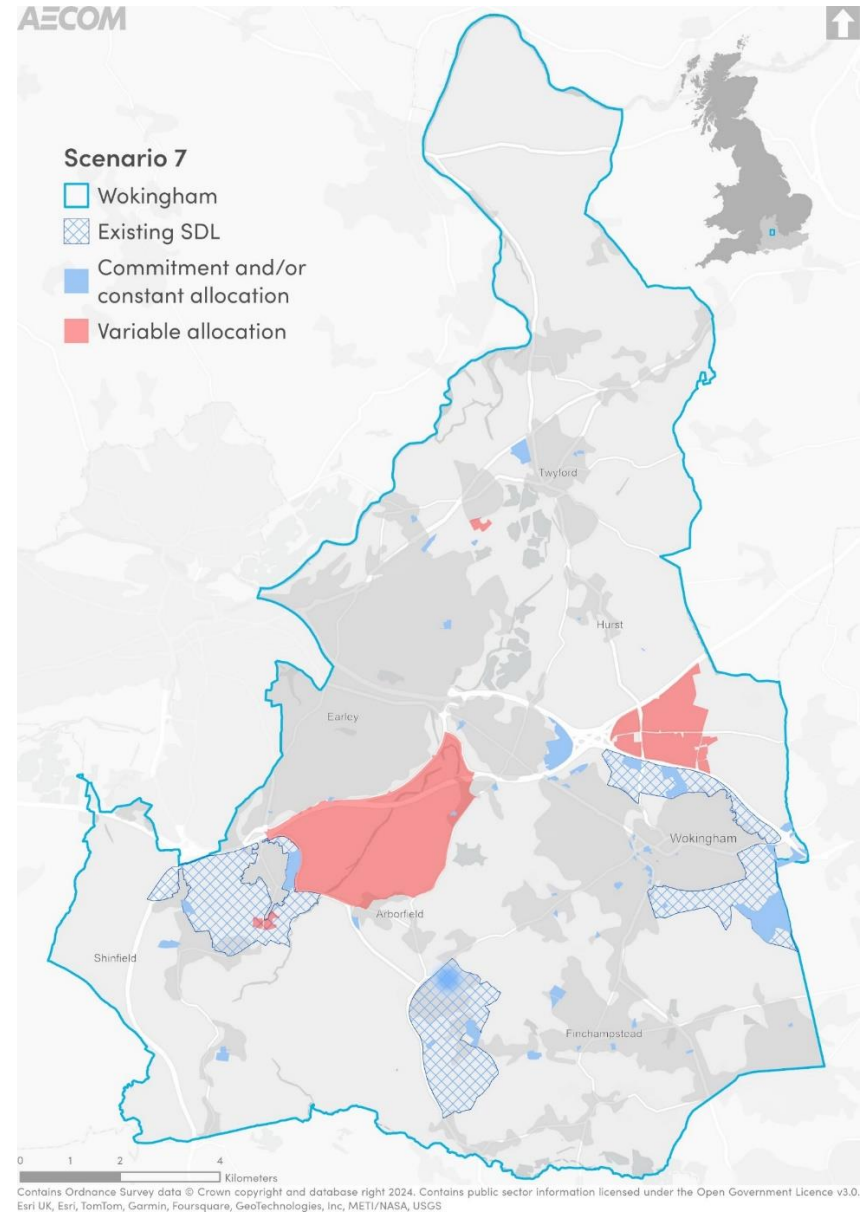 AECOM
Scenario 7
Wokingham
Existing SDL
Commitment and/or
constant allocation
Variable allocation
Twyford
Hurst
Earley
Wokingham
Arborfield
Shinfield
Finchampstead
0 1 2 4
Kilometers
Contains Ordnance Survey data © Crown copyright and database right 2024. Contains public sector information licensed under the Open Government Licence v3.0.
Esri UK, Esri, TomTom, Garmin, Foursquare, GeoTechnologies, Inc, METI/NASA, USGS